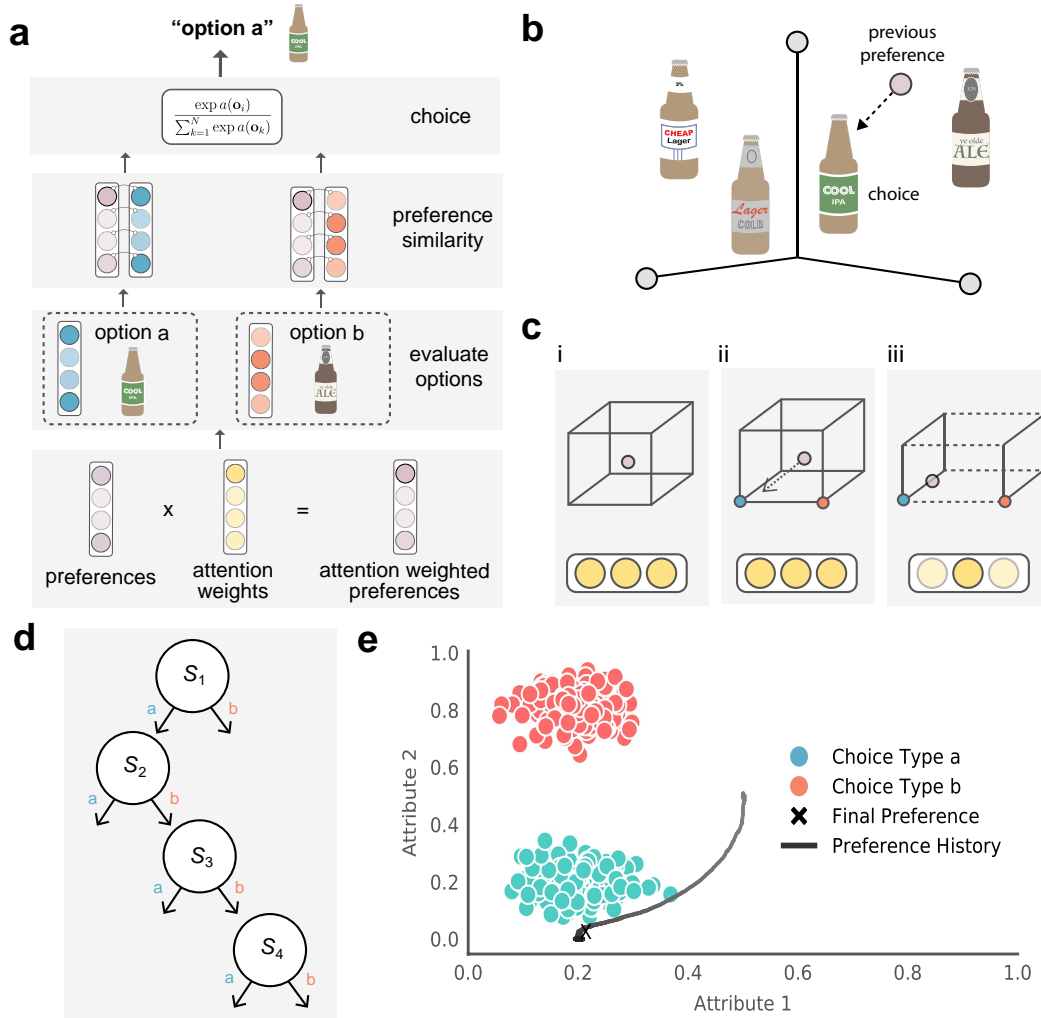 a
"option a"
COOL
IPA
exp a(o_i)
∑_{k=1}^{N} exp a(o_k)
choice
preference
similarity
option a
COOL
IPA
option b
ye olde
ALE
evaluate
options
x
=
preferences
attention
weights
attention weighted
preferences
b
previous
preference
3%
CHEAP
Lager
Lager
COLD
COOL
IPA
choice
ye olde
ALE
c
i
ii
iii
d
S1
a
b
S2
a
b
S3
a
b
S4
a
b
e
1.0
0.8
0.6
0.4
0.2
0.0
Attribute 2
Choice Type a
Choice Type b
Final Preference
Preference History
0.0
0.2
0.4
0.6
0.8
1.0
Attribute 1